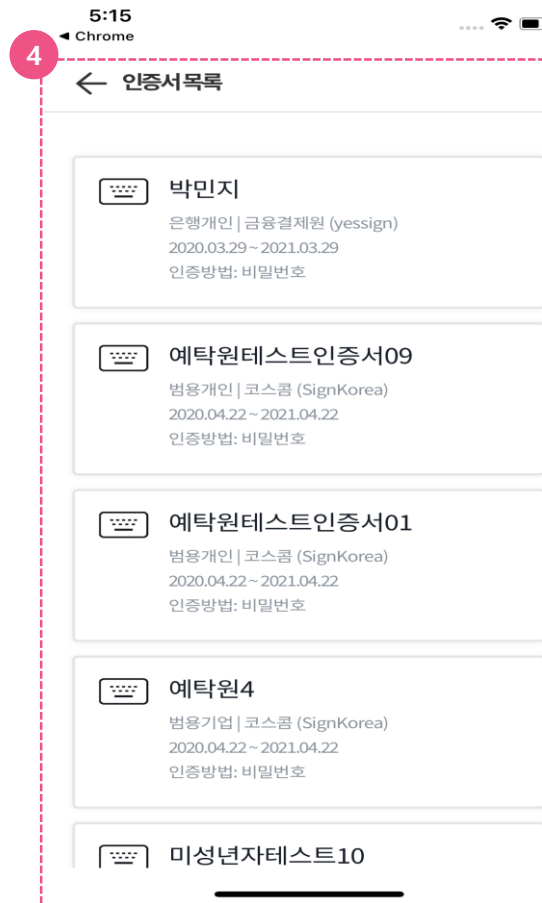 5:15
◀ Chrome
4
← 인증서목록
박민지
은행개인 | 금융결제원 (yessign)
2020.03.29 ~ 2021.03.29
인증방법: 비밀번호
예탁원테스트인증서09
범용개인 | 코스콤 (SignKorea)
2020.04.22 ~ 2021.04.22
인증방법: 비밀번호
예탁원테스트인증서01
범용개인 | 코스콤 (SignKorea)
2020.04.22 ~ 2021.04.22
인증방법: 비밀번호
예탁원4
범용기업 | 코스콤 (SignKorea)
2020.04.22 ~ 2021.04.22
인증방법: 비밀번호
미성년자테스트10